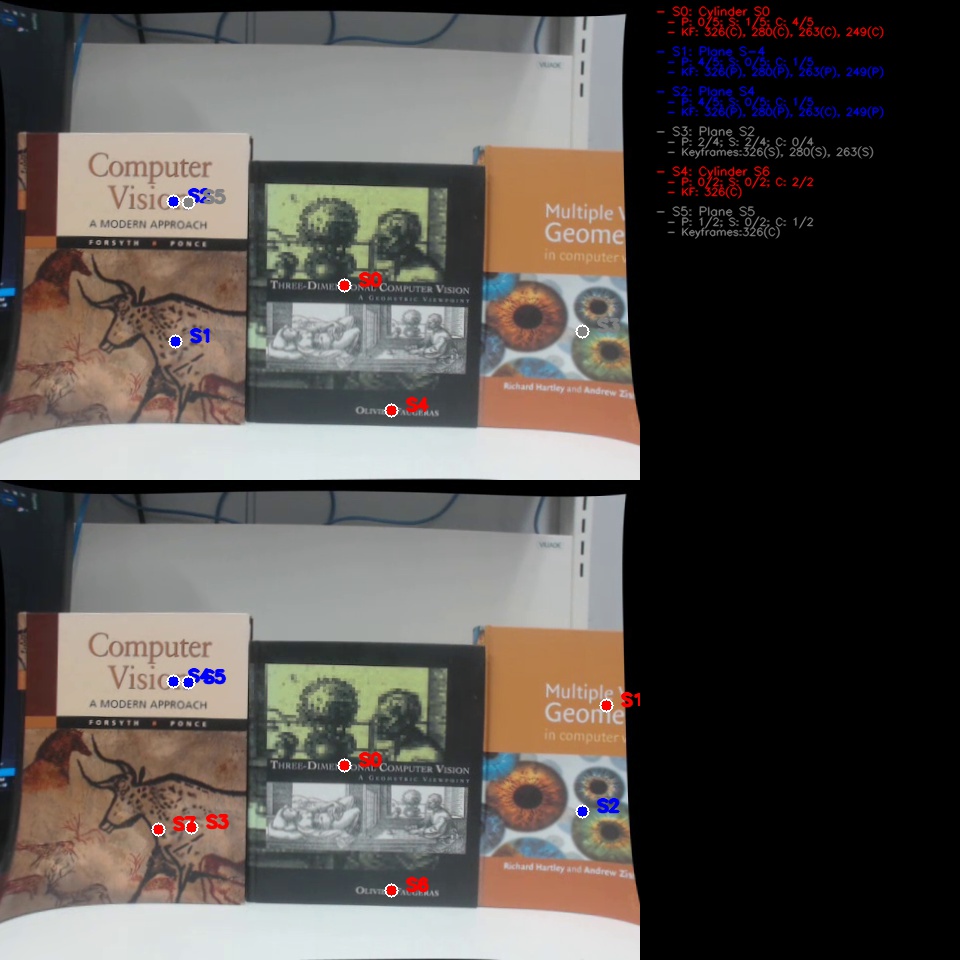 - S0: Cylinder S0
- P: 0/5; S: 1/5; C: 4/5
- KF: 326(C), 280(C), 263(C), 249(C)
- S1: Plane S-4
- P: 4/5; S: 0/5; C: 1/5
- KF: 326(P), 280(P), 263(P), 249(P)
- S2: Plane S4
- P: 4/5; S: 0/5; C: 1/5
- KF: 326(P), 280(P), 263(C), 249(P)
- S3: Plane S2
- P: 2/4; S: 2/4; C: 0/4
- Keyframes:326(S), 280(S), 263(S)
- S4: Cylinder S6
- P: 0/2; S: 0/2; C: 2/2
- KF: 326(C)
- S5: Plane S5
- P: 1/2; S: 0/2; C: 1/2
- Keyframes:326(C)
Computer
Vision
S2 S5
A MODERN APPROACH
FORSYTH PONCE
S1
THREE-DIMENSIONAL COMPUTER VISION
S0
A GEOMETRIC VIEWPOINT
OLIVIER FAUGERAS
S4
Multiple V
Geome
in computer v
Richard Hartley and Andrew Zis
Computer
Vision
S4 S5
A MODERN APPROACH
FORSYTH PONCE
S3
THREE-DIMENSIONAL COMPUTER VISION
S0
A GEOMETRIC VIEWPOINT
OLIVIER FAUGERAS
S6
Multiple V
S1
Geome
in computer v
S2
Richard Hartley and Andrew Zis